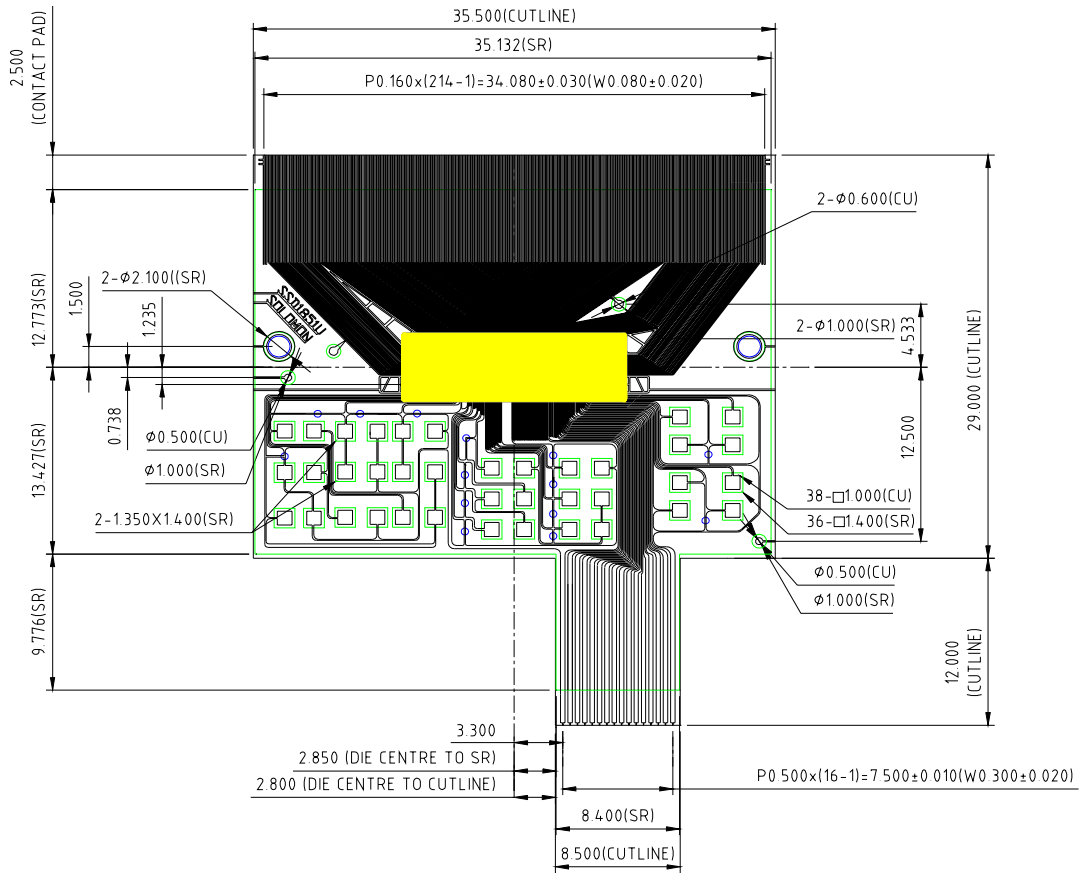 35.500(CUTLINE)
35.132(SR)
P0.160x(214-1)=34.080±0.030(W0.080±0.020)
2.500
(CONTACT PAD)
2-Φ0.600(CU)
2-Φ2.100((SR)
1.500
1.235
12.773(SR)
SSD1851U
SOLOMON
2-Φ1.000(SR)
4.533
29.000 (CUTLINE)
0.738
Φ0.500(CU)
Φ1.000(SR)
13.427(SR)
2-1.350X1.400(SR)
12.500
38-□1.000(CU)
36-□1.400(SR)
Φ0.500(CU)
Φ1.000(SR)
9.776(SR)
12.000
(CUTLINE)
3.300
2.850 (DIE CENTRE TO SR)
2.800 (DIE CENTRE TO CUTLINE)
P0 500x(16-1)=7.500±0 010(W0 300±0 020)
8.400(SR)
8.500(CUTLINE)